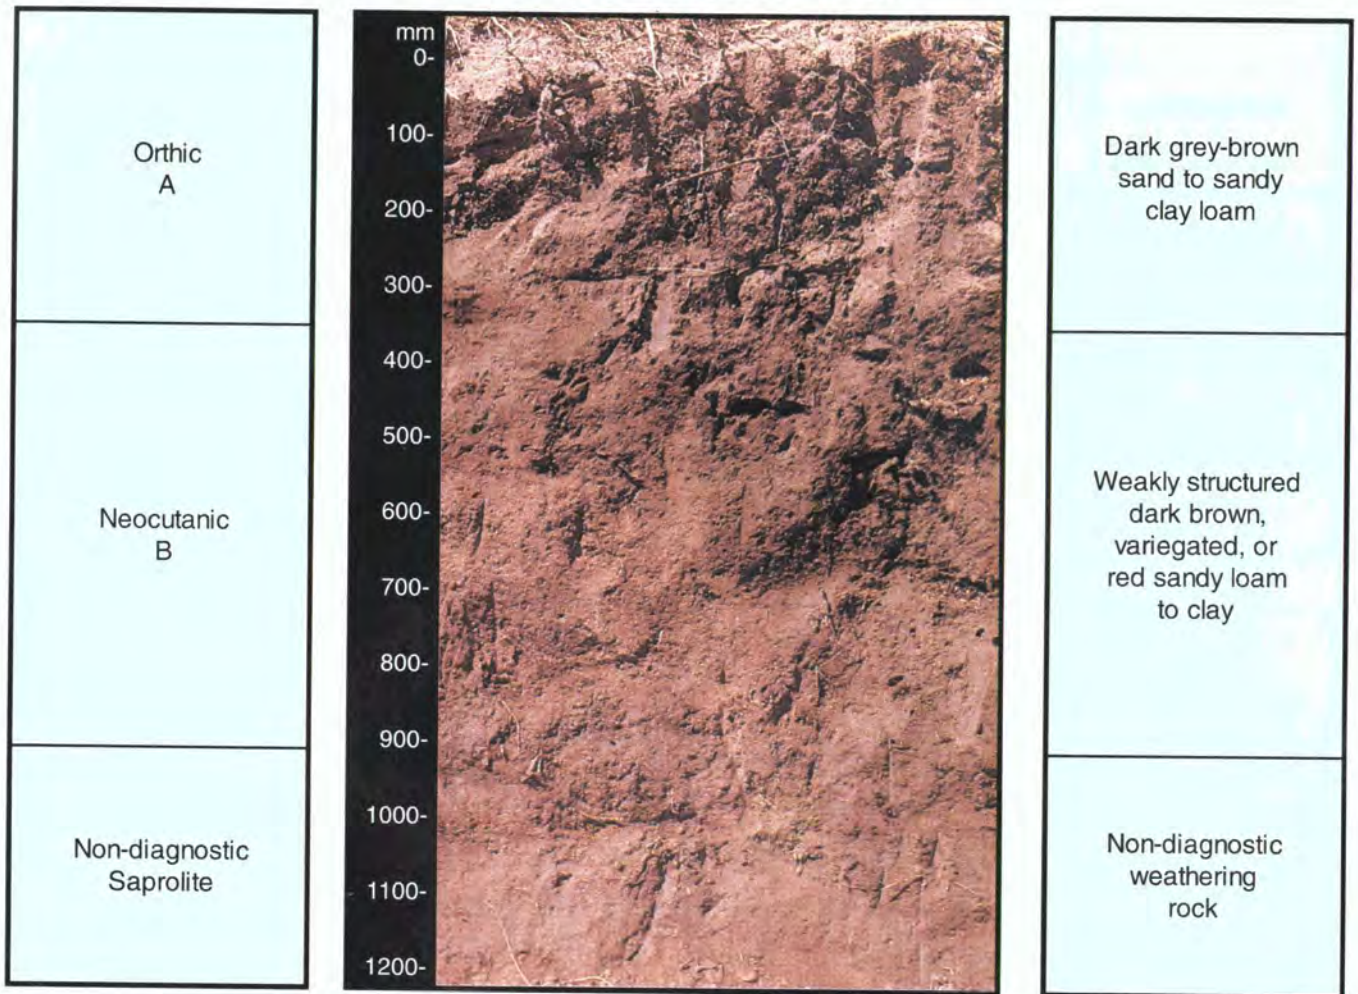 Orthic
A
Neocutanic
B
Non-diagnostic
Saprolite
mm
0-
100-
200-
300-
400-
500-
600-
700-
800-
900-
1000-
1100-
1200-
Dark grey-brown
sand to sandy
clay loam
Weakly structured
dark brown,
variegated, or
red sandy loam
to clay
Non-diagnostic
weathering
rock